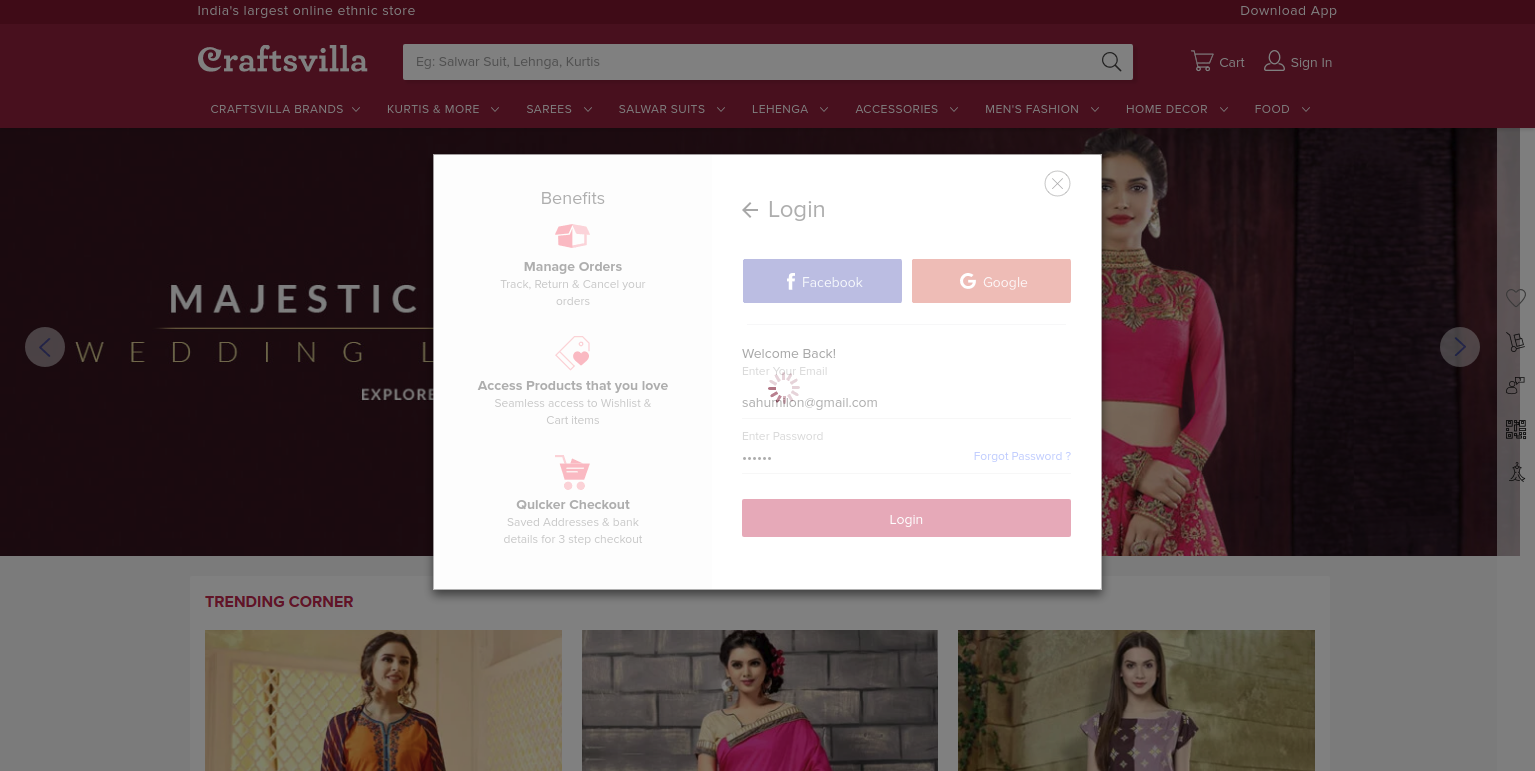 India's largest online ethnic store
Download App
Craftsvilla
Eg: Salwar Suit, Lehnga, Kurtis
Cart
Sign In
CRAFTSVILLA BRANDS
KURTIS & MORE
SAREES
SALWAR SUITS
LEHENGA
ACCESSORIES
MEN'S FASHION
HOME DECOR
FOOD
MAJESTIC
WEDDING L
EXPLORE
Benefits
Manage Orders
Track, Return & Cancel your
orders
Access Products that you love
Seamless access to Wishlist &
Cart items
Quicker Checkout
Saved Addresses & bank
details for 3 step checkout
Login
f Facebook
G Google
Welcome Back!
Enter Your Email
sahumilion@gmail.com
Enter Password
••••••
Forgot Password ?
Login
TRENDING CORNER